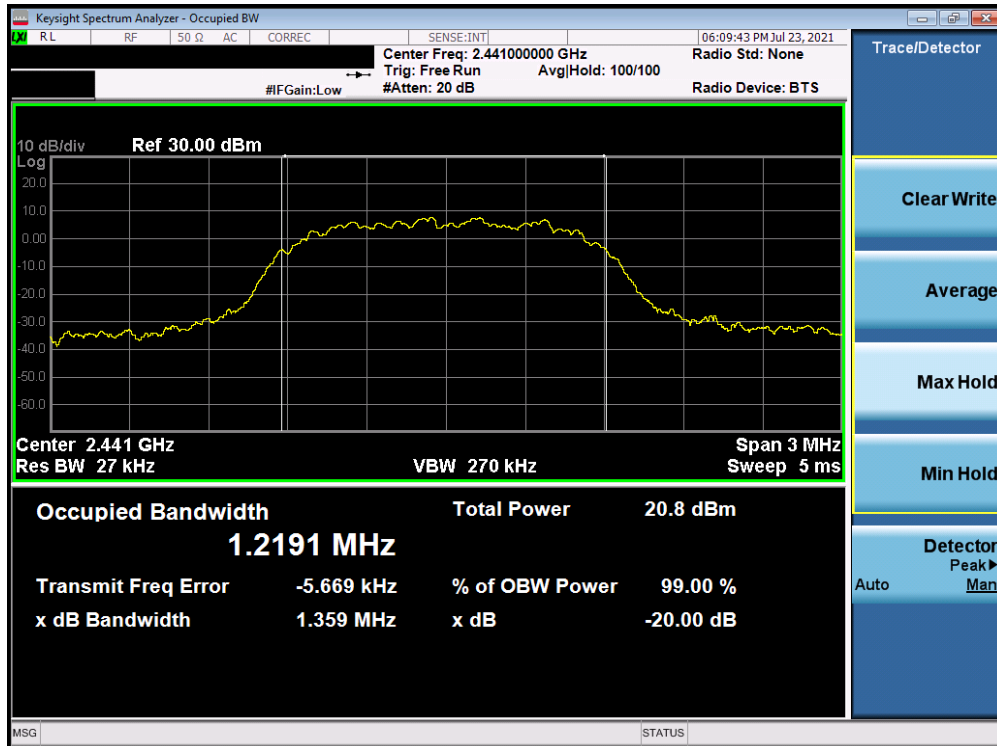 Keysight Spectrum Analyzer - Occupied BW
LXI RL RF 50 Ω AC CORREC SENSE:INT 06:09:43 PM Jul 23, 2021
Center Freq: 2.441000000 GHz Radio Std: None
Trig: Free Run Avg|Hold: 100/100
#IFGain:Low #Atten: 20 dB Radio Device: BTS
10 dB/div Ref 30.00 dBm
Log
20.0
10.0
0.00
-10.0
-20.0
-30.0
-40.0
-50.0
-60.0
Center 2.441 GHz Span 3 MHz
Res BW 27 kHz VBW 270 kHz Sweep 5 ms
Occupied Bandwidth Total Power 20.8 dBm
1.2191 MHz
Transmit Freq Error -5.669 kHz % of OBW Power 99.00 %
x dB Bandwidth 1.359 MHz x dB -20.00 dB
MSG STATUS
Trace/Detector
Clear Write
Average
Max Hold
Min Hold
Detector
Peak▶
Auto Man